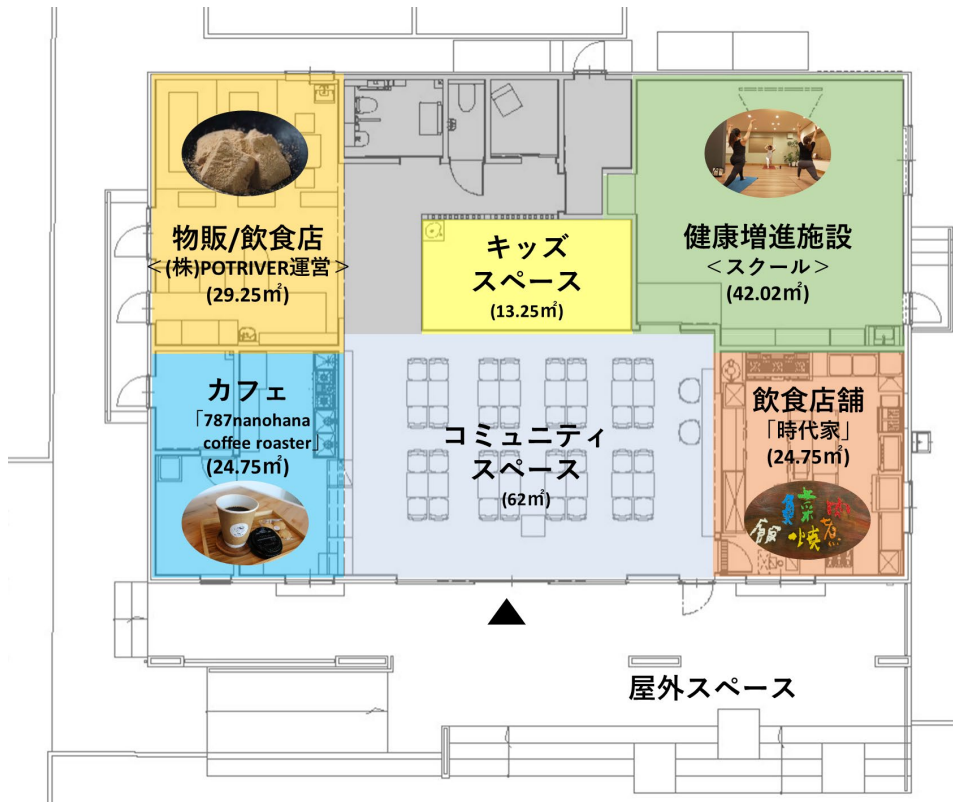 物販/飲食店
＜(株)POTRIVER運営＞
(29.25㎡)
キッズ
スペース
(13.25㎡)
健康増進施設
＜スクール＞
(42.02㎡)
カフェ
「787nanohana
coffee roaster」
(24.75㎡)
コミュニティ
スペース
(62㎡)
飲食店舗
「時代家」
(24.75㎡)
屋外スペース